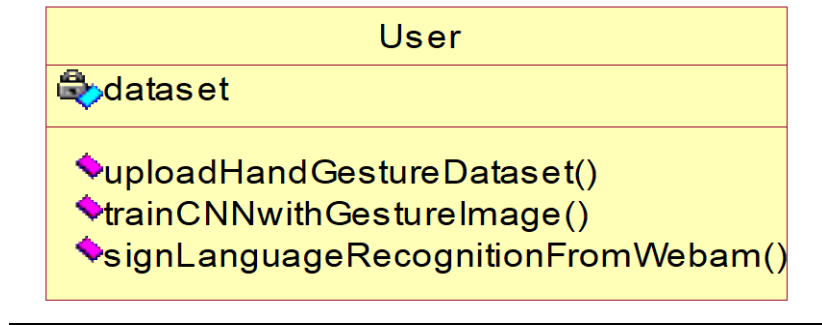 User
dataset
uploadHandGestureDataset()
trainCNNwithGestureImage()
signLanguageRecognitionFromWebam()